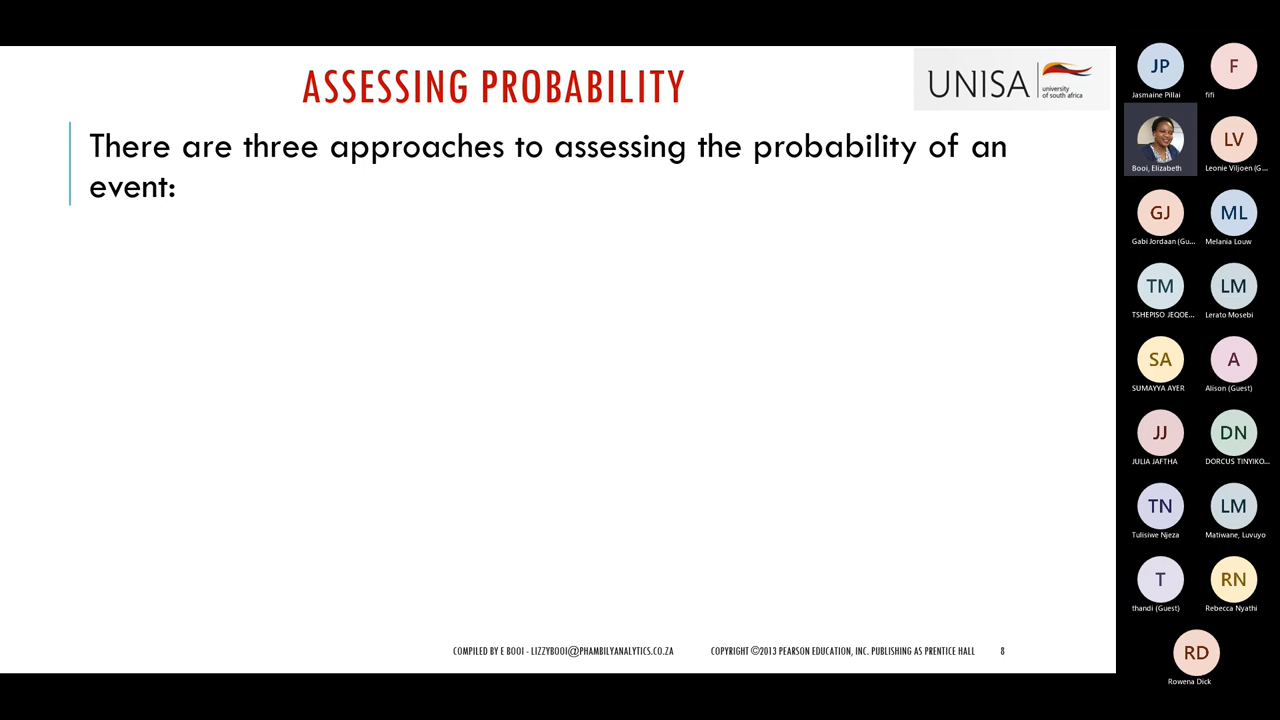 ASSESSING PROBABILITY
UNISA
university
of south africa
There are three approaches to assessing the probability of an
event:
COMPILED BY E BOOI - LIZZYBOOI@PHAMBILYANALYTICS.CO.ZA
COPYRIGHT ©2013 PEARSON EDUCATION, INC. PUBLISHING AS PRENTICE HALL
8
JP
Jasmaine Pillai
F
fifi
Booi, Elizabeth
LV
Leonie Viljoen (G...
GJ
Gabi Jordaan (Gu...
ML
Melania Louw
TM
TSHEPISO JEQOE...
LM
Lerato Mosebi
SA
SUMAYYA AYER
A
Alison (Guest)
JJ
JULIA JAFTHA
DN
DORCUS TINYIKO...
TN
Tulisiwe Njeza
LM
Matiwane, Luvuyo
T
thandi (Guest)
RN
Rebecca Nyathi
RD
Rowena Dick